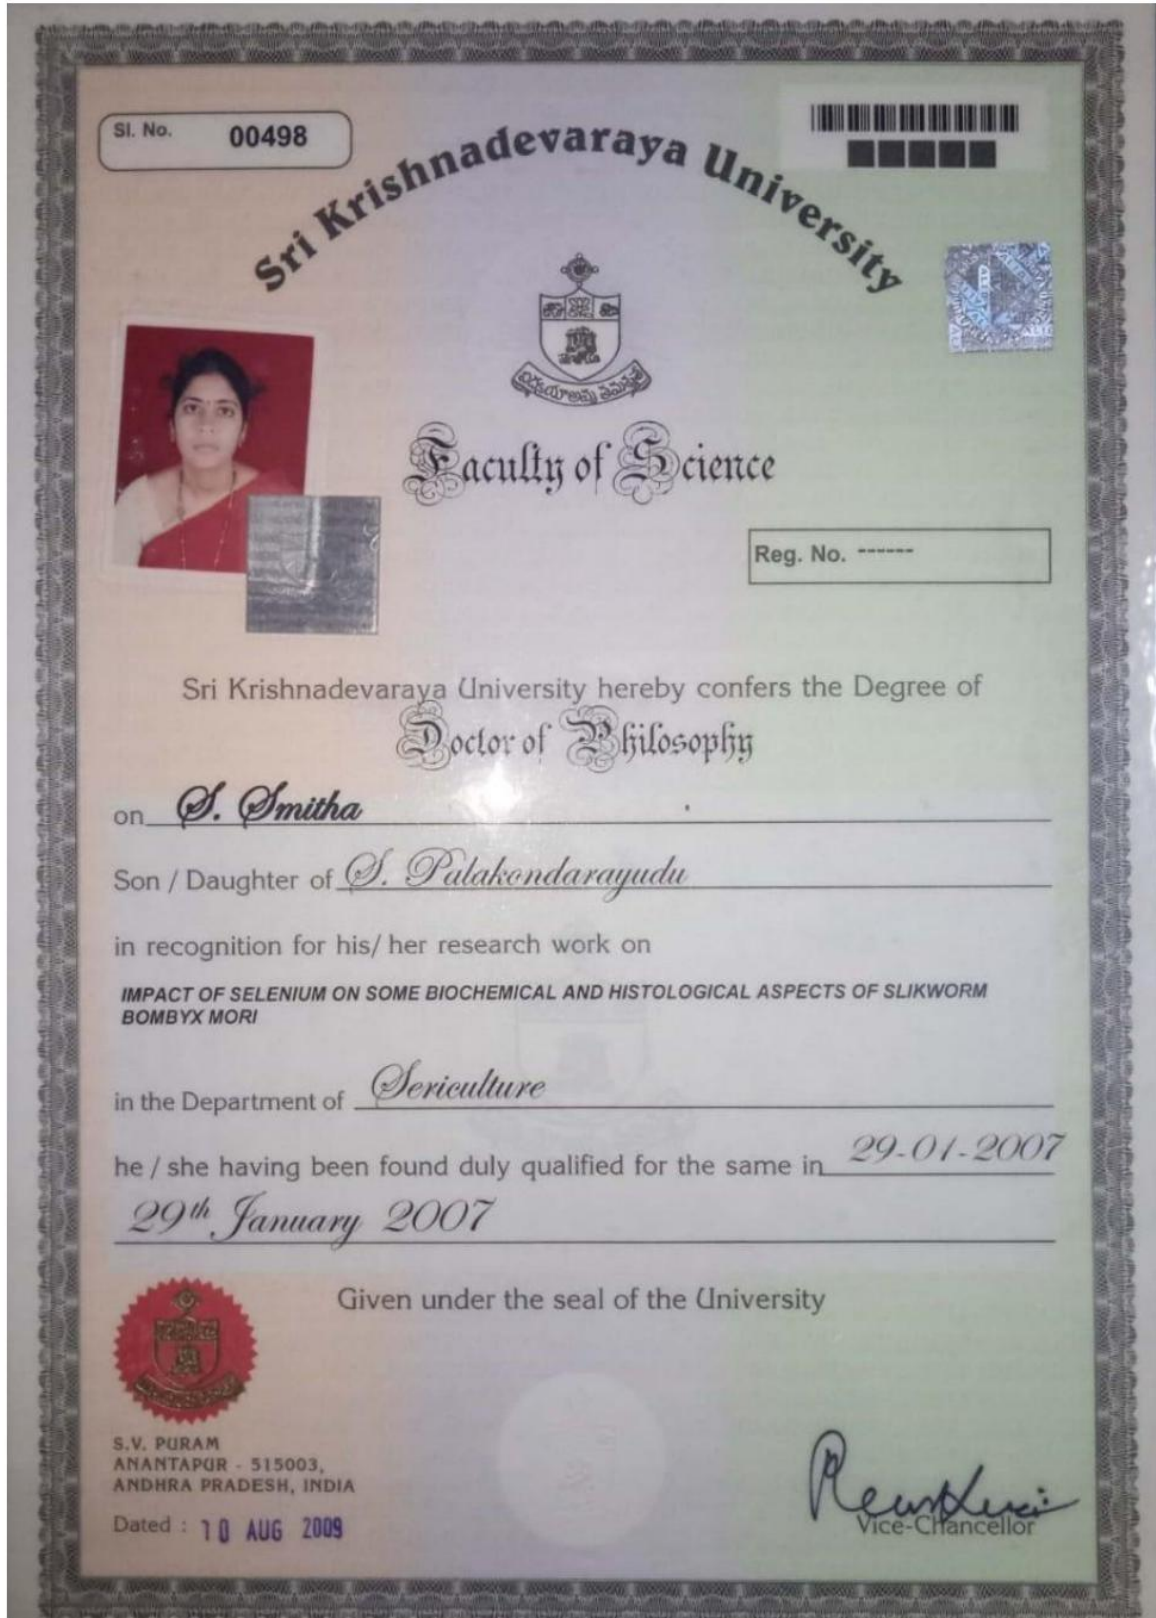 Sl. No. 00498
Sri Krishnadevaraya University
Faculty of Science
Reg. No. ------
Sri Krishnadevaraya University hereby confers the Degree of
Doctor of Philosophy
on S. Smitha
Son / Daughter of S. Palakondarayudu
in recognition for his/ her research work on
IMPACT OF SELENIUM ON SOME BIOCHEMICAL AND HISTOLOGICAL ASPECTS OF SLIKWORM
BOMBYX MORI
in the Department of Sericulture
he / she having been found duly qualified for the same in 29-01-2007
29th January 2007
Given under the seal of the University
S.V. PURAM
ANANTAPUR - 515003,
ANDHRA PRADESH, INDIA
Dated : 10 AUG 2009
Vice-Chancellor